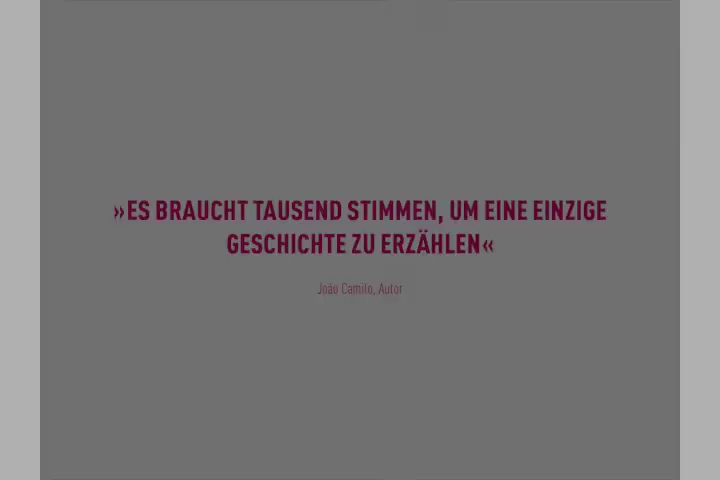 »ES BRAUCHT TAUSEND STIMMEN, UM EINE EINZIGE
GESCHICHTE ZU ERZÄHLEN«
João Camilo, Autor